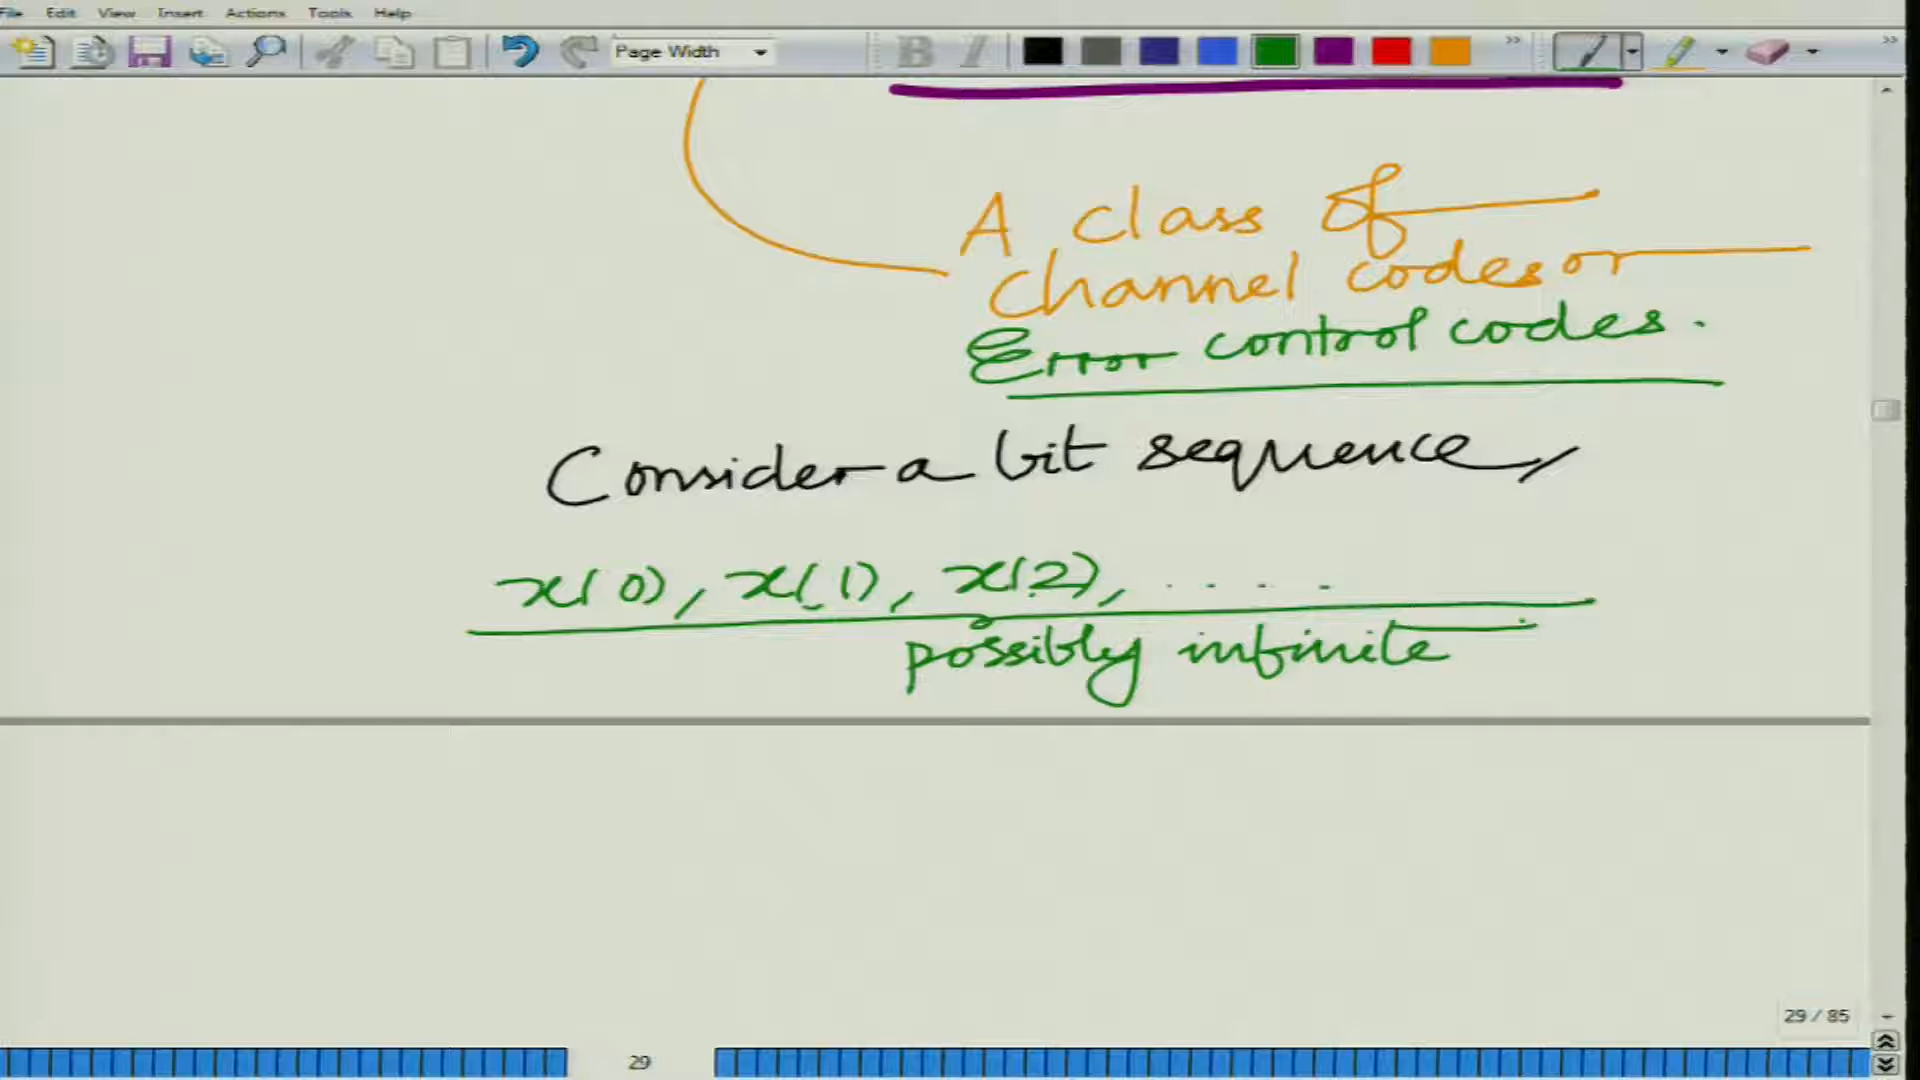 File Edit View Insert Actions Tools Help
Page Width
A class of
channel codes or
Error control codes.
Consider a bit sequence,
x(0), x(1), x(2), .....
possibly infinite
29 / 85
29